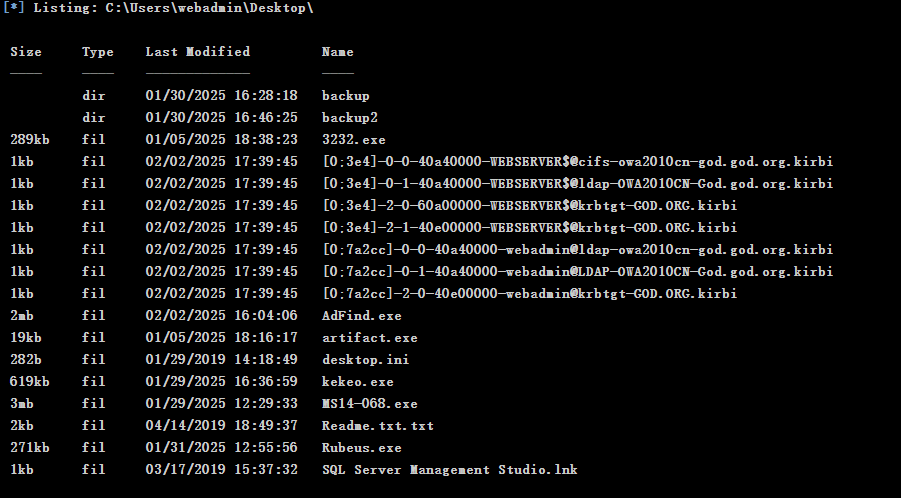 [*] Listing: C:\Users\webadmin\Desktop\
Size Type Last Modified Name
---- ---- ------------- ----
dir 01/30/2025 16:28:18 backup
dir 01/30/2025 16:46:25 backup2
289kb fil 01/05/2025 18:38:23 3232.exe
1kb fil 02/02/2025 17:39:45 [0;3e4]-0-0-40a40000-WEBSERVER$@cifs-owa2010cn-god.god.org.kirbi
1kb fil 02/02/2025 17:39:45 [0;3e4]-0-1-40a40000-WEBSERVER$@ldap-OWA2010CN-God.god.org.kirbi
1kb fil 02/02/2025 17:39:45 [0;3e4]-2-0-60a00000-WEBSERVER$@krbtgt-GOD.ORG.kirbi
1kb fil 02/02/2025 17:39:45 [0;3e4]-2-1-40e00000-WEBSERVER$@krbtgt-GOD.ORG.kirbi
1kb fil 02/02/2025 17:39:45 [0;7a2cc]-0-0-40a40000-webadmin@ldap-owa2010cn-god.god.org.kirbi
1kb fil 02/02/2025 17:39:45 [0;7a2cc]-0-1-40a40000-webadmin@LDAP-OWA2010CN-God.god.org.kirbi
1kb fil 02/02/2025 17:39:45 [0;7a2cc]-2-0-40e00000-webadmin@krbtgt-GOD.ORG.kirbi
2mb fil 02/02/2025 16:04:06 AdFind.exe
19kb fil 01/05/2025 18:16:17 artifact.exe
282b fil 01/29/2019 14:18:49 desktop.ini
619kb fil 01/29/2025 16:36:59 kekeo.exe
3mb fil 01/29/2025 12:29:33 MS14-068.exe
2kb fil 04/14/2019 18:49:37 Readme.txt.txt
271kb fil 01/31/2025 12:55:56 Rubeus.exe
1kb fil 03/17/2019 15:37:32 SQL Server Management Studio.lnk